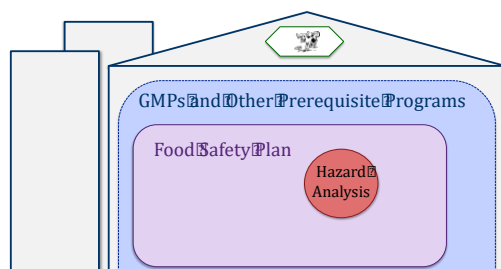 GMPs and Other Prerequisite Programs
Food Safety Plan
Hazard
Analysis